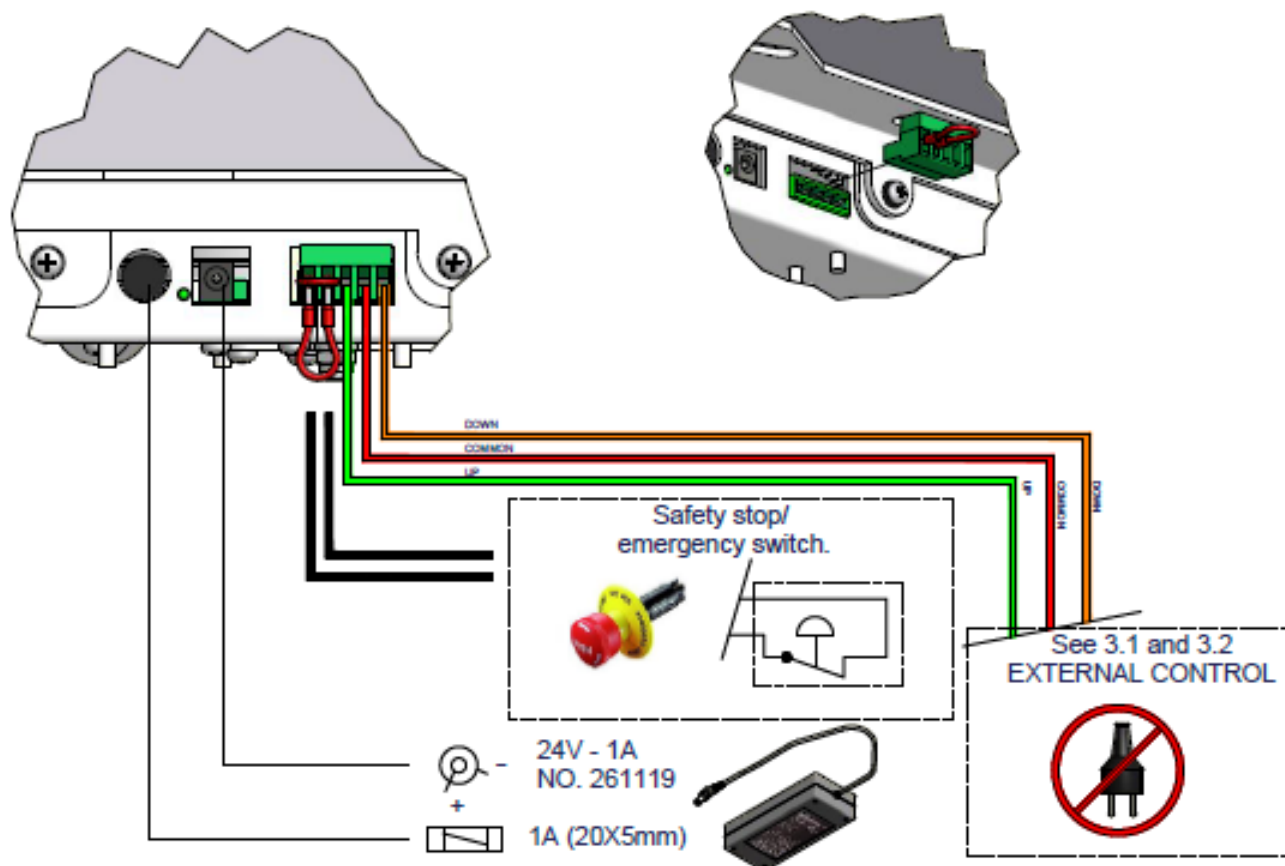 DOWN
COMMON
UP
UP
COMMON
DOWN
Safety stop/
emergency switch.
See 3.1 and 3.2
EXTERNAL CONTROL
24V - 1A
NO. 261119
1A (20X5mm)